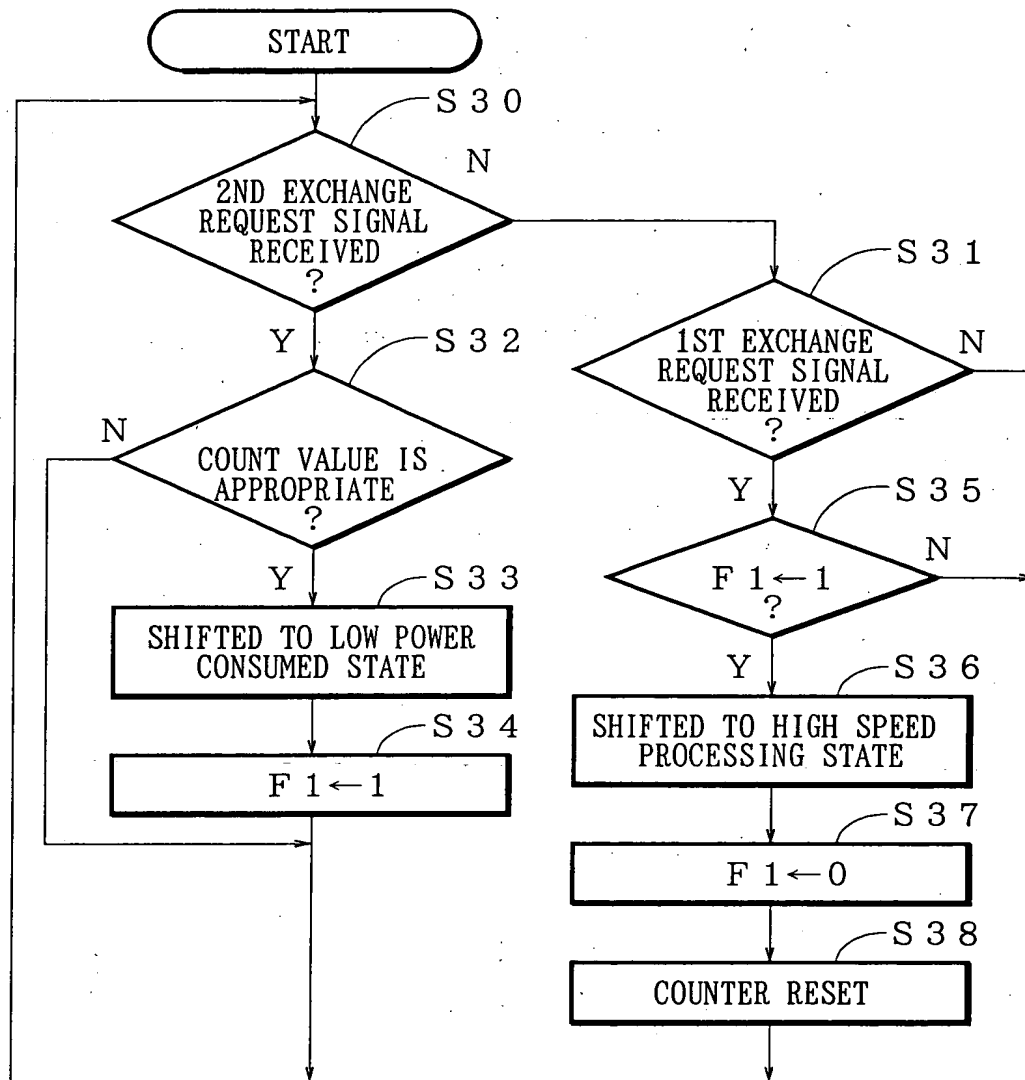 START
S30
N
2ND EXCHANGE
REQUEST SIGNAL
RECEIVED
?
Y
S31
1ST EXCHANGE
REQUEST SIGNAL
RECEIVED
?
N
Y
S32
N
COUNT VALUE IS
APPROPRIATE
?
Y
S35
F1←1
?
N
Y
S33
SHIFTED TO LOW POWER
CONSUMED STATE
S36
SHIFTED TO HIGH SPEED
PROCESSING STATE
S34
F1←1
S37
F1←0
S38
COUNTER RESET